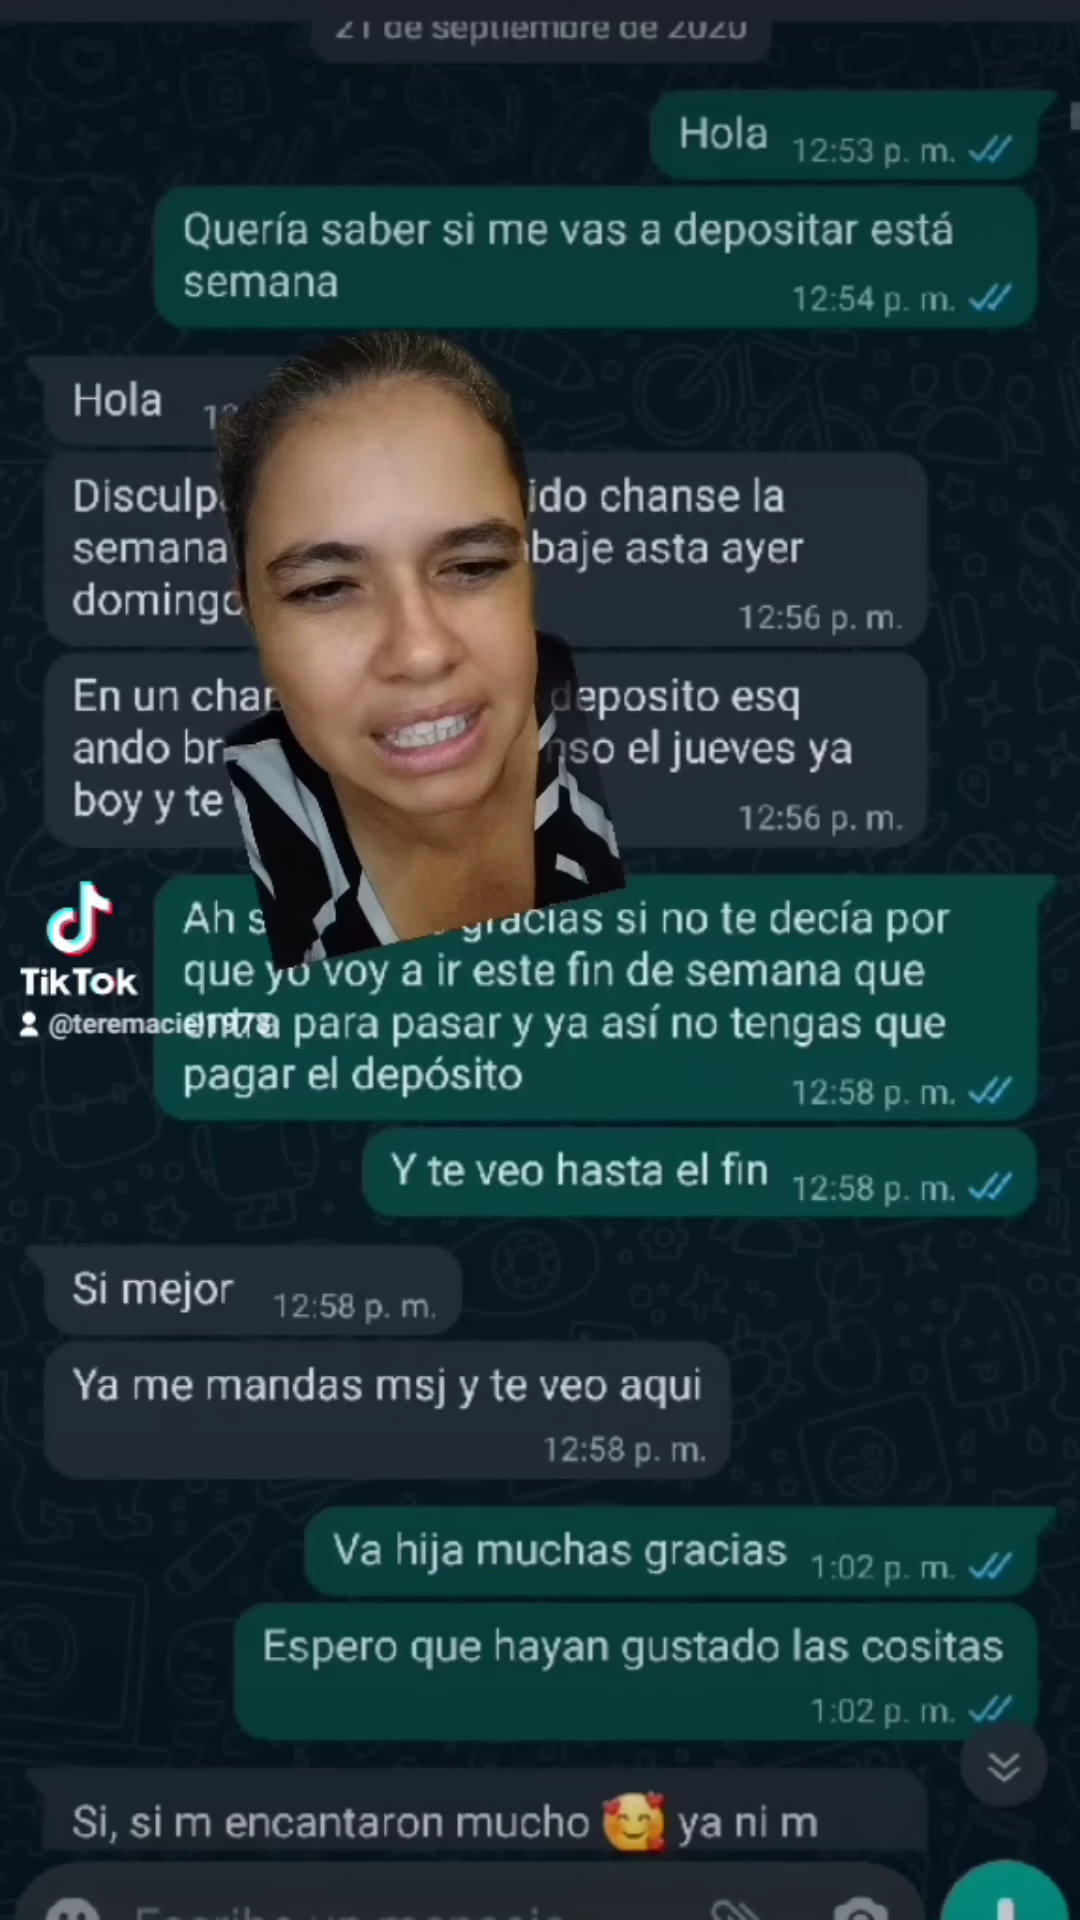 21 de septiembre de 2020
Hola 12:53 p. m.
Quería saber si me vas a depositar está
semana 12:54 p. m.
Hola
Disculp ido chanse la
semana baje asta ayer
domingo 12:56 p. m.
En un deposito esq
ando so el jueves ya
boy y te 12:56 p. m.
Ah gracias si no te decía por
que yo voy a ir este fin de semana que
entra para pasar y ya así no tengas que
pagar el depósito 12:58 p. m.
TikTok
@teremaciel1978
Y te veo hasta el fin 12:58 p. m.
Si mejor 12:58 p. m.
Ya me mandas msj y te veo aqui
12:58 p. m.
Va hija muchas gracias 1:02 p. m.
Espero que hayan gustado las cositas
1:02 p. m.
Si, si m encantaron mucho 🥰 ya ni m